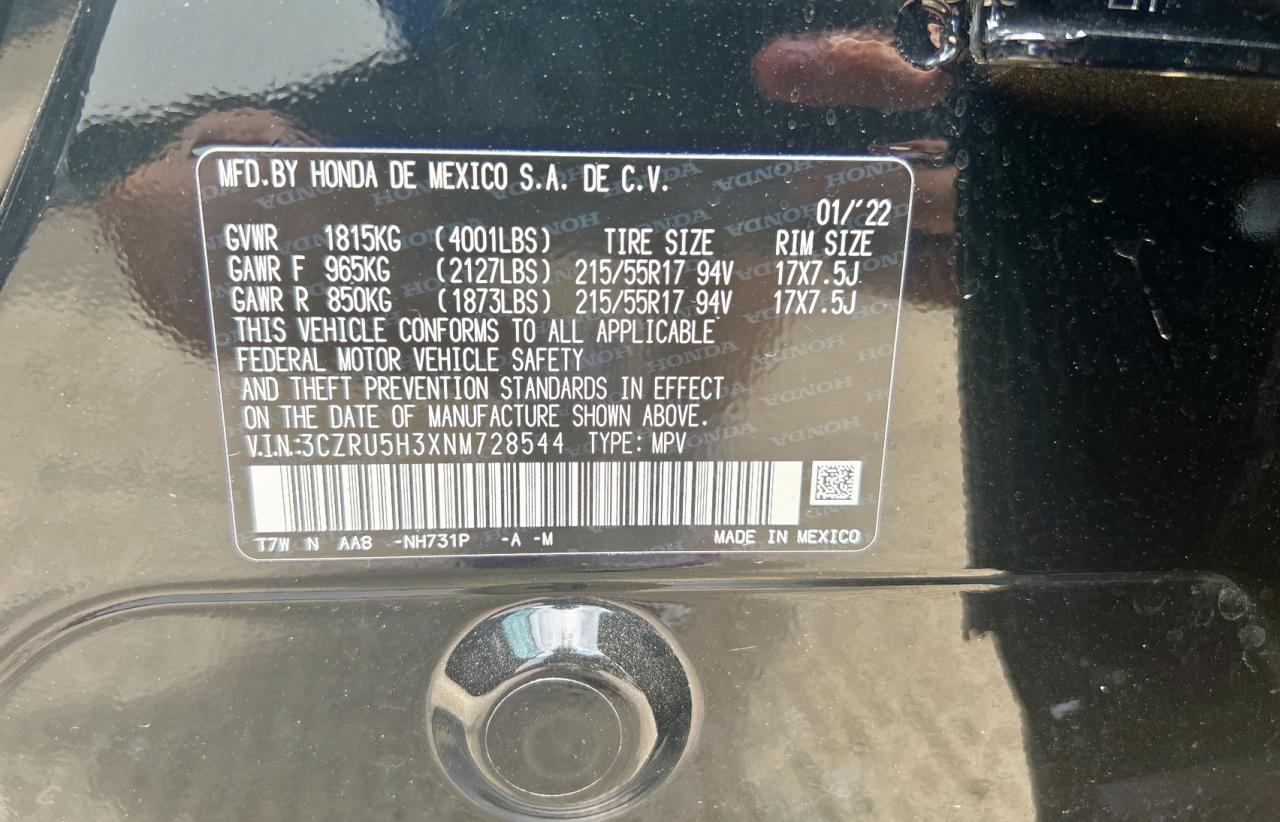 MFD.BY HONDA DE MEXICO S.A. DE C.V.
01/'22
GVWR 1815KG (4001LBS) TIRE SIZE RIM SIZE
GAWR F 965KG (2127LBS) 215/55R17 94V 17X7.5J
GAWR R 850KG (1873LBS) 215/55R17 94V 17X7.5J
THIS VEHICLE CONFORMS TO ALL APPLICABLE
FEDERAL MOTOR VEHICLE SAFETY
AND THEFT PREVENTION STANDARDS IN EFFECT
ON THE DATE OF MANUFACTURE SHOWN ABOVE.
V.I.N.:3CZRU5H3XNM728544 TYPE: MPV
T7W N AA8 -NH731P -A -M MADE IN MEXICO